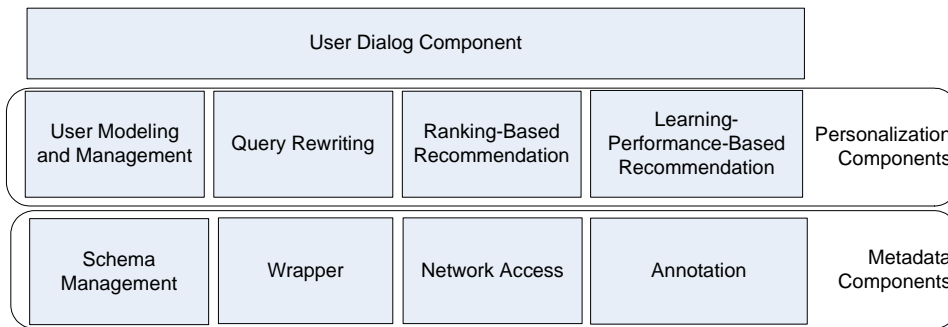 User Dialog Component
User Modeling
and Management
Query Rewriting
Ranking-Based
Recommendation
Learning-
Performance-Based
Recommendation
Personalization
Components
Schema
Management
Wrapper
Network Access
Annotation
Metadata
Components